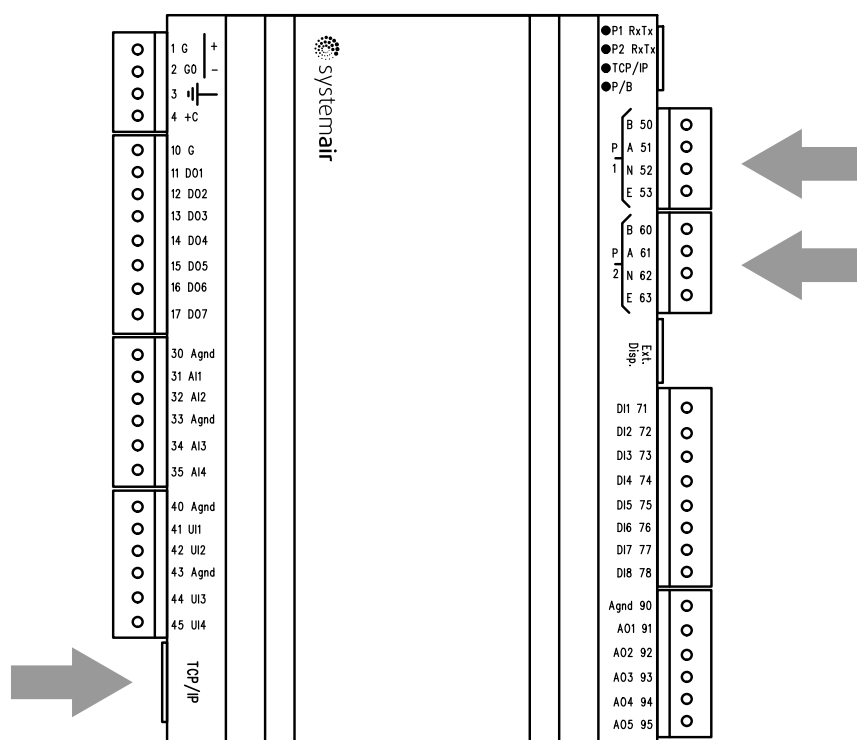 1 G +
2 G0 -
3
4 +C
10 G
11 DO1
12 DO2
13 DO3
14 DO4
15 DO5
16 DO6
17 DO7
30 Agnd
31 AI1
32 AI2
33 Agnd
34 AI3
35 AI4
40 Agnd
41 UI1
42 UI2
43 Agnd
44 UI3
45 UI4
TCP/IP
systemair
P1 RxTx
P2 RxTx
TCP/IP
P/B
P
1
B 50
A 51
N 52
E 53
P
2
B 60
A 61
N 62
E 63
Ext.
Disp.
DI1 71
DI2 72
DI3 73
DI4 74
DI5 75
DI6 76
DI7 77
DI8 78
Agnd 90
AO1 91
AO2 92
AO3 93
AO4 94
AO5 95